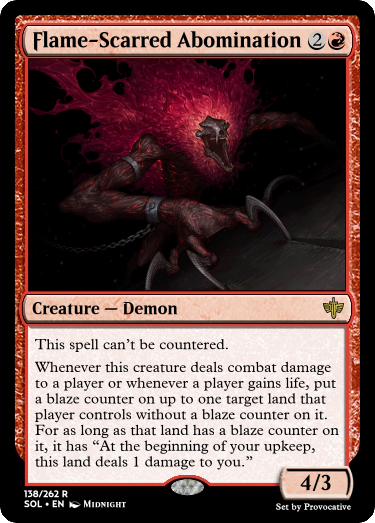 Flame-Scarred Abomination 2
Creature — Demon
This spell can't be countered.
Whenever this creature deals combat damage
to a player or whenever a player gains life, put
a blaze counter on up to one target land that
player controls without a blaze counter on it.
For as long as that land has a blaze counter
on it, it has “At the beginning of your upkeep,
this land deals 1 damage to you.”
4/3
138/262 R
SOL • EN Midnight
Set by Provocative